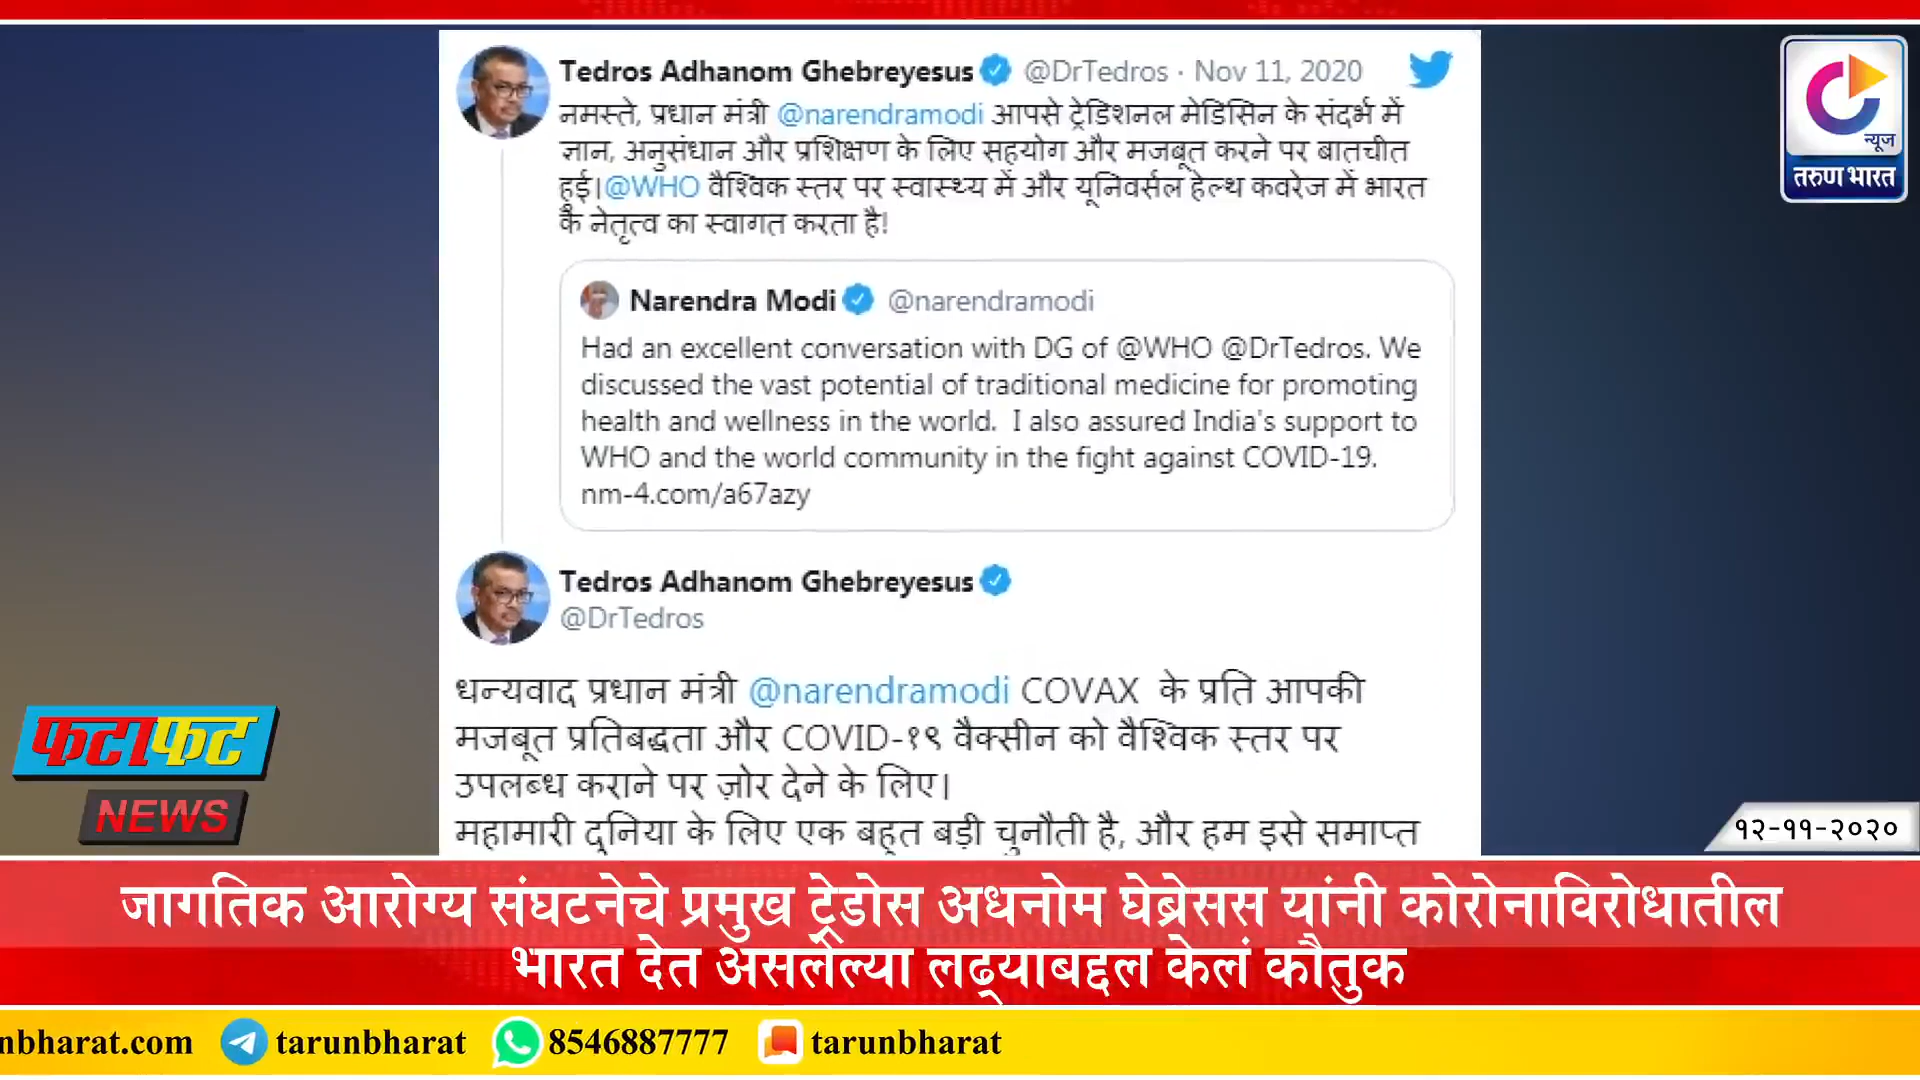 Tedros Adhanom Ghebreyesus @DrTedros · Nov 11, 2020
नमस्ते, प्रधान मंत्री @narendramodi आपसे ट्रेडिशनल मेडिसिन के संदर्भ में
ज्ञान, अनुसंधान और प्रशिक्षण के लिए सहयोग और मजबूत करने पर बातचीत
हुई।@WHO वैश्विक स्तर पर स्वास्थ्य में और यूनिवर्सल हेल्थ कवरेज में भारत
के नेतृत्व का स्वागत करता है!
Narendra Modi @narendramodi
Had an excellent conversation with DG of @WHO @DrTedros. We
discussed the vast potential of traditional medicine for promoting
health and wellness in the world. I also assured India's support to
WHO and the world community in the fight against COVID-19.
nm-4.com/a67azy
Tedros Adhanom Ghebreyesus
@DrTedros
धन्यवाद प्रधान मंत्री @narendramodi COVAX के प्रति आपकी
मजबूत प्रतिबद्धता और COVID-१९ वैक्सीन को वैश्विक स्तर पर
उपलब्ध कराने पर ज़ोर देने के लिए।
महामारी दुनिया के लिए एक बहुत बड़ी चुनौती है, और हम इसे समाप्त
न्यूज
तरुण भारत
फटाफट
NEWS
१२-११-२०२०
जागतिक आरोग्य संघटनेचे प्रमुख ट्रेडोस अधनोम घेब्रेसस यांनी कोरोनाविरोधातील
भारत देत असलेल्या लढ्याबद्दल केलं कौतुक
nbharat.com tarunbharat 8546887777 tarunbharat